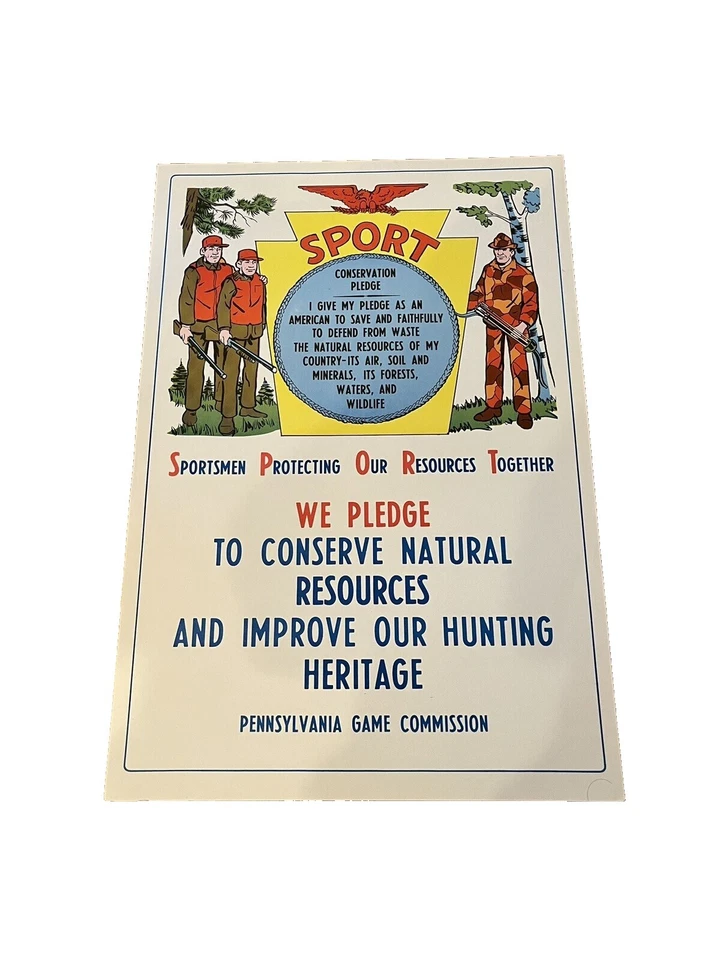 SPORT
CONSERVATION
PLEDGE
I GIVE MY PLEDGE AS AN
AMERICAN TO SAVE AND FAITHFULLY
TO DEFEND FROM WASTE
THE NATURAL RESOURCES OF MY
COUNTRY-ITS AIR, SOIL AND
MINERALS, ITS FORESTS,
WATERS, AND
WILDLIFE
SPORTSMEN PROTECTING OUR RESOURCES TOGETHER
WE PLEDGE
TO CONSERVE NATURAL
RESOURCES
AND IMPROVE OUR HUNTING
HERITAGE
PENNSYLVANIA GAME COMMISSION